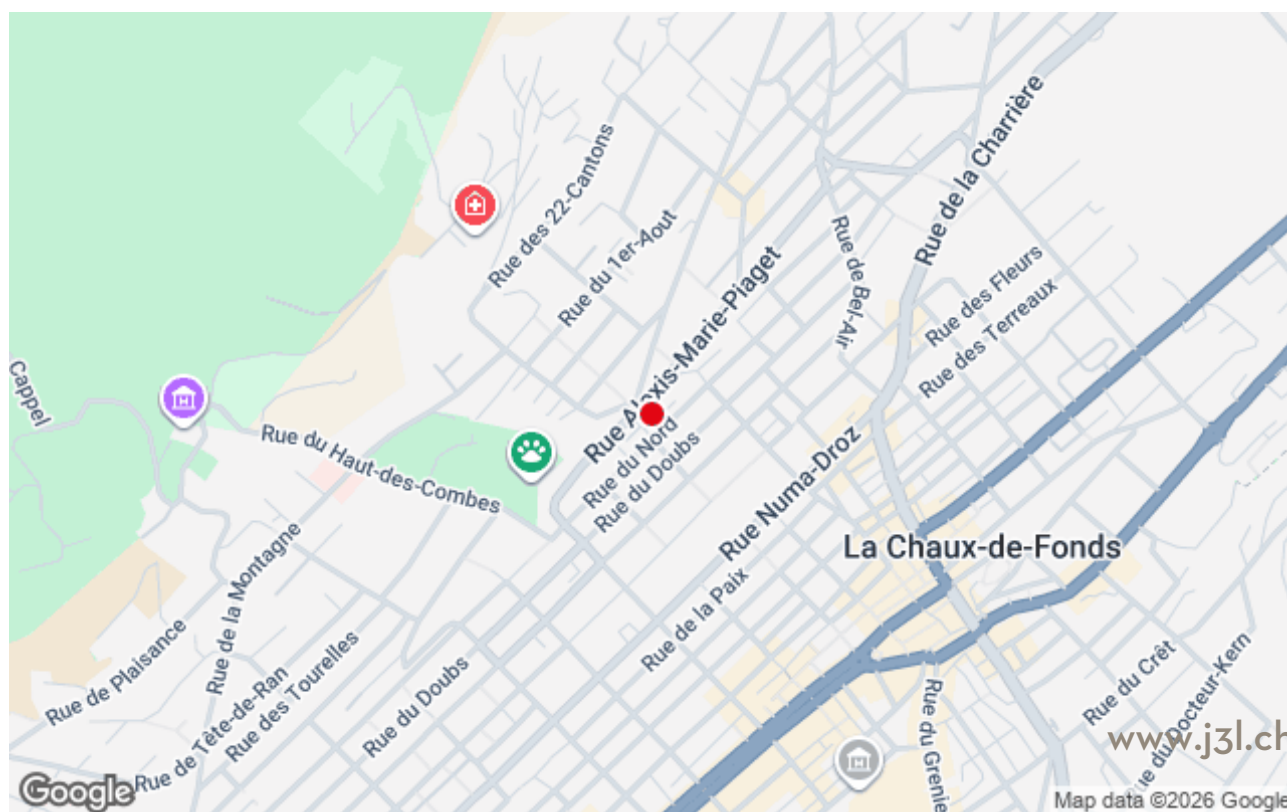 Rue de la Charrière
Rue des 22-Cantons
Rue du 1er-Aout
Rue de Bel-Air
Rue des Fleurs
Rue Alexis-Marie-Piaget
Rue des Terreaux
Cappel
Rue du Haut-des-Combes
Rue du Nord
Rue du Doubs
Rue Numa-Droz
La Chaux-de-Fonds
Rue de la Montagne
Rue de la Paix
Rue de Plaisance
Rue des Tourelles
Rue de Tête-de-Ran
Rue du Doubs
Rue du Crêt
Rue du Docteur-Kern
Rue du Grenie
www.j3l.ch
Google
Map data ©2026 Google